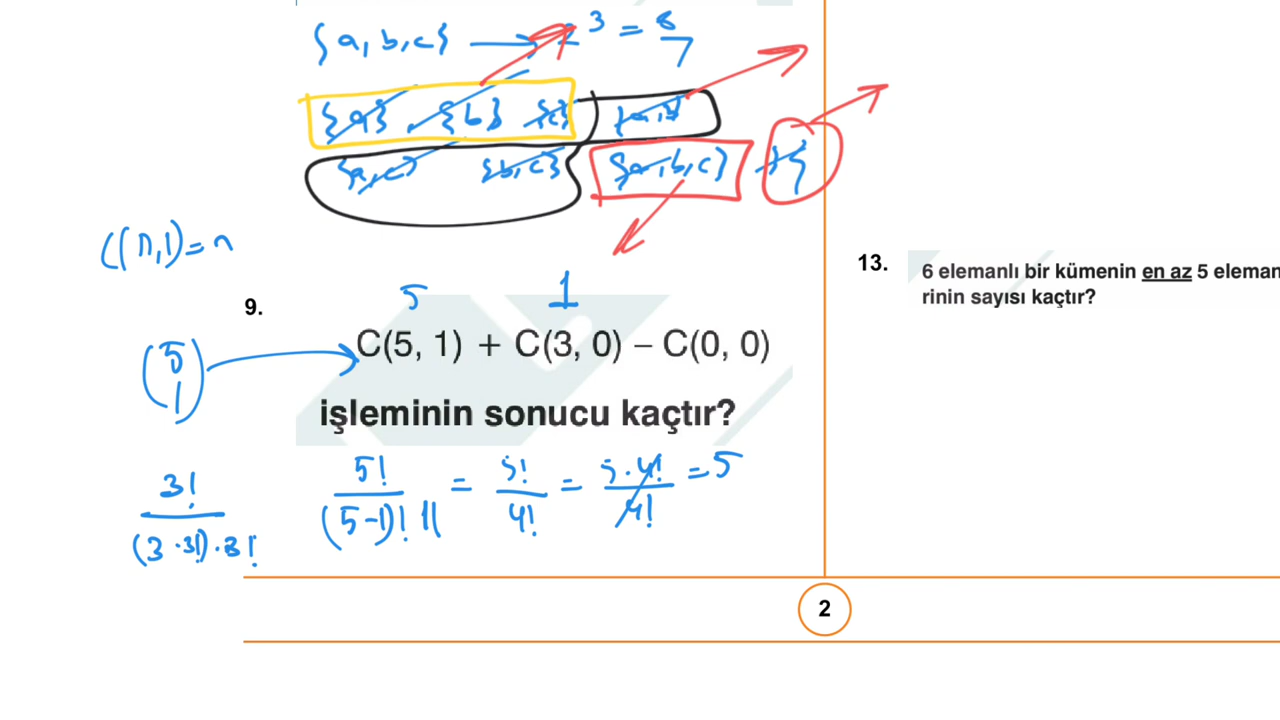 {a, b, c} → 2³ = 8
7
{a} {b} {c} {a, b}
{a, c} {b, c} {a, b, c} { }
C(n, 1) = n
9.
5 1
C(5, 1) + C(3, 0) – C(0, 0)
işleminin sonucu kaçtır?
(5 1)
5!/(5-1)! 1! = 5!/4! = 5·4!/4! = 5
3!/(3·3!)·3!
13.
6 elemanlı bir kümenin en az 5 eleman
rinin sayısı kaçtır?
2